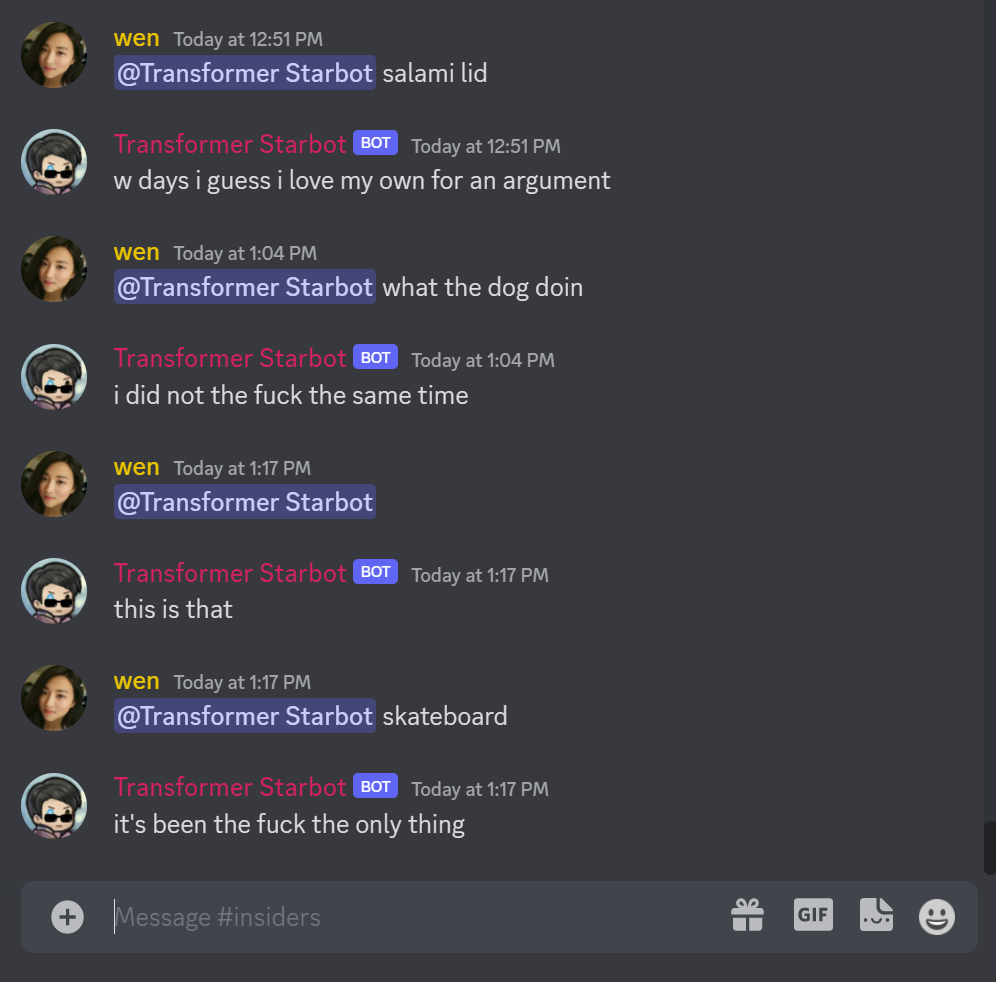 wen Today at 12:51 PM
@Transformer Starbot salami lid
Transformer Starbot BOT Today at 12:51 PM
w days i guess i love my own for an argument
wen Today at 1:04 PM
@Transformer Starbot what the dog doin
Transformer Starbot BOT Today at 1:04 PM
i did not the fuck the same time
wen Today at 1:17 PM
@Transformer Starbot
Transformer Starbot BOT Today at 1:17 PM
this is that
wen Today at 1:17 PM
@Transformer Starbot skateboard
Transformer Starbot BOT Today at 1:17 PM
it's been the fuck the only thing
Message #insiders GIF